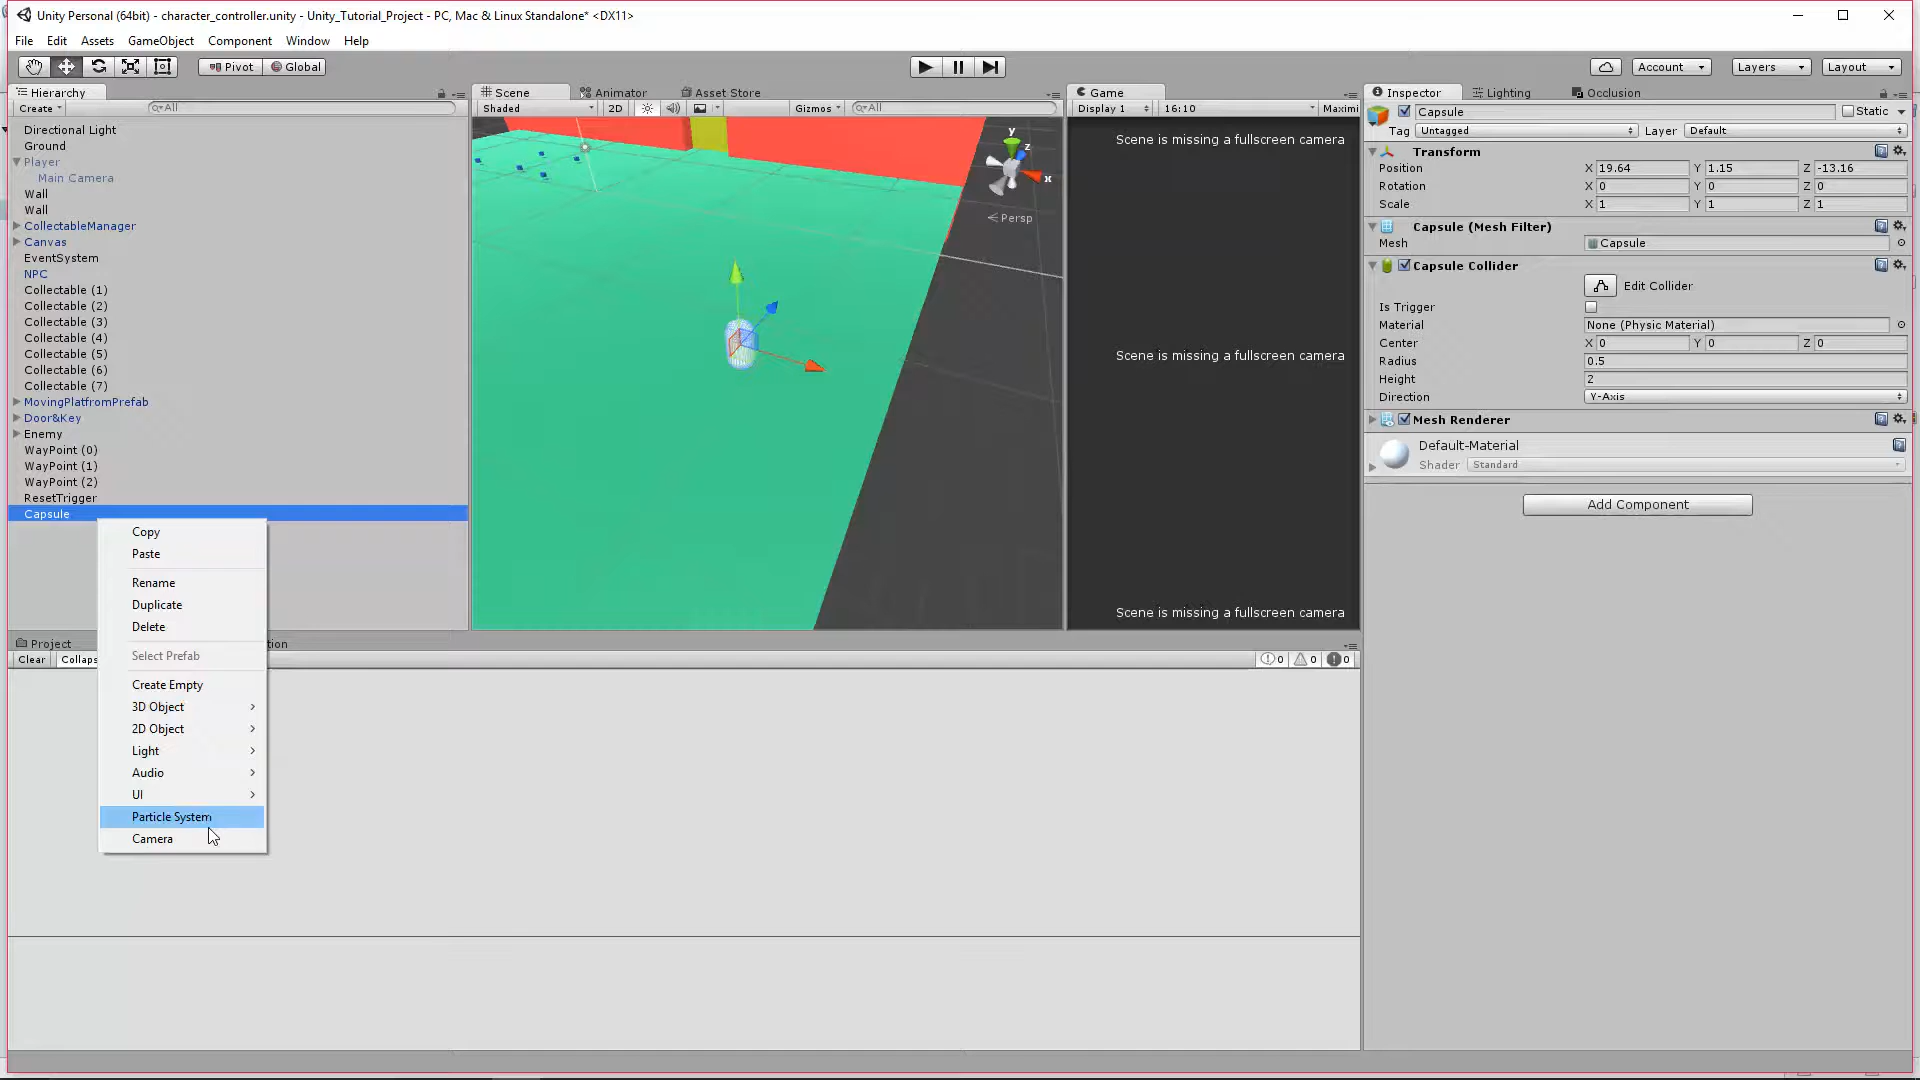 Unity Personal (64bit) - character_controller.unity - Unity_Tutorial_Project - PC, Mac & Linux Standalone* <DX11>
File Edit Assets GameObject Component Window Help
Pivot Global Account Layers Layout
Hierarchy
Create All
Directional Light
Ground
Player
Main Camera
Wall
Wall
CollectableManager
Canvas
EventSystem
NPC
Collectable (1)
Collectable (2)
Collectable (3)
Collectable (4)
Collectable (5)
Collectable (6)
Collectable (7)
MovingPlatfromPrefab
Door&Key
Enemy
WayPoint (0)
WayPoint (1)
WayPoint (2)
ResetTrigger
Capsule
Copy
Paste
Rename
Duplicate
Delete
Select Prefab
Create Empty
3D Object
2D Object
Light
Audio
UI
Particle System
Camera
Project tion
Clear Collaps 0 0 0
Scene Animator Asset Store
Shaded 2D Gizmos All
y
z
x
Persp
Game
Display 1 16:10 Maximi
Scene is missing a fullscreen camera
Scene is missing a fullscreen camera
Scene is missing a fullscreen camera
Inspector Lighting Occlusion
Capsule Static
Tag Untagged Layer Default
Transform
Position X 19.64 Y 1.15 Z -13.16
Rotation X 0 Y 0 Z 0
Scale X 1 Y 1 Z 1
Capsule (Mesh Filter)
Mesh Capsule
Capsule Collider
Edit Collider
Is Trigger
Material None (Physic Material)
Center X 0 Y 0 Z 0
Radius 0.5
Height 2
Direction Y-Axis
Mesh Renderer
Default-Material
Shader Standard
Add Component